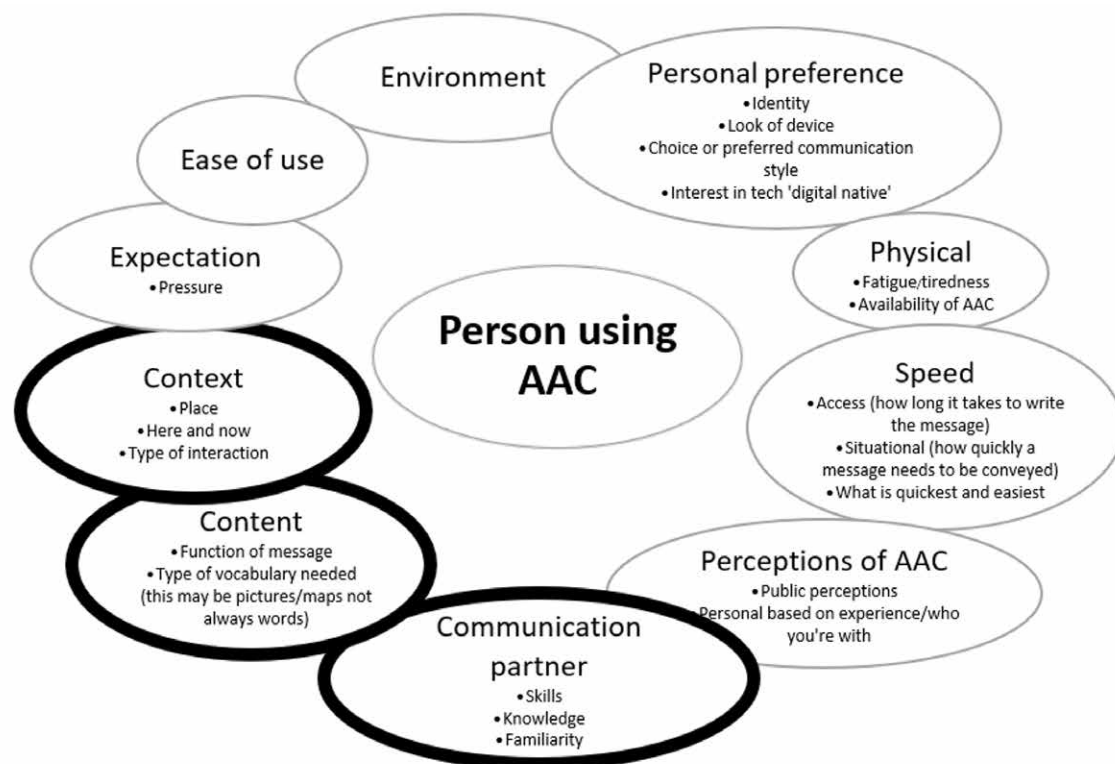 Environment
Personal preference
•Identity
•Look of device
•Choice or preferred communication
style
•Interest in tech 'digital native'
Ease of use
Expectation
•Pressure
Physical
•Fatigue/tiredness
•Availability of AAC
Person using
AAC
Context
•Place
•Here and now
•Type of interaction
Speed
•Access (how long it takes to write
the message)
•Situational (how quickly a
message needs to be conveyed)
•What is quickest and easiest
Content
•Function of message
•Type of vocabulary needed
(this may be pictures/maps not
always words)
Perceptions of AAC
•Public perceptions
•Personal based on experience/who
you're with
Communication
partner
•Skills
•Knowledge
•Familiarity